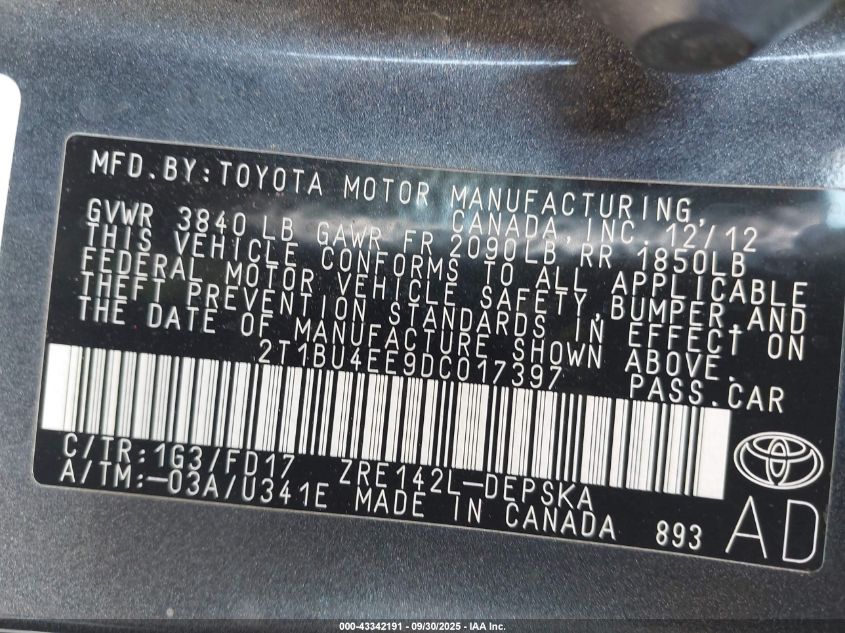 MFD.BY:TOYOTA MOTOR MANUFACTURING,
CANADA,INC. 12/12
GVWR 3840 LB GAWR FR 2090LB RR 1850LB
THIS VEHICLE CONFORMS TO ALL APPLICABLE
FEDERAL MOTOR VEHICLE SAFETY,BUMPER,AND
THEFT PREVENTION STANDARDS IN EFFECT ON
THE DATE OF MANUFACTURE SHOWN ABOVE.
2T1BU4EE9DC017397 PASS.CAR
C/TR:1G3/FD17 ZRE142L-DEPSKA
A/TM:-03A/U341E MADE IN CANADA 893
AD
000-43342191 - 09/30/2025 - IAA Inc.